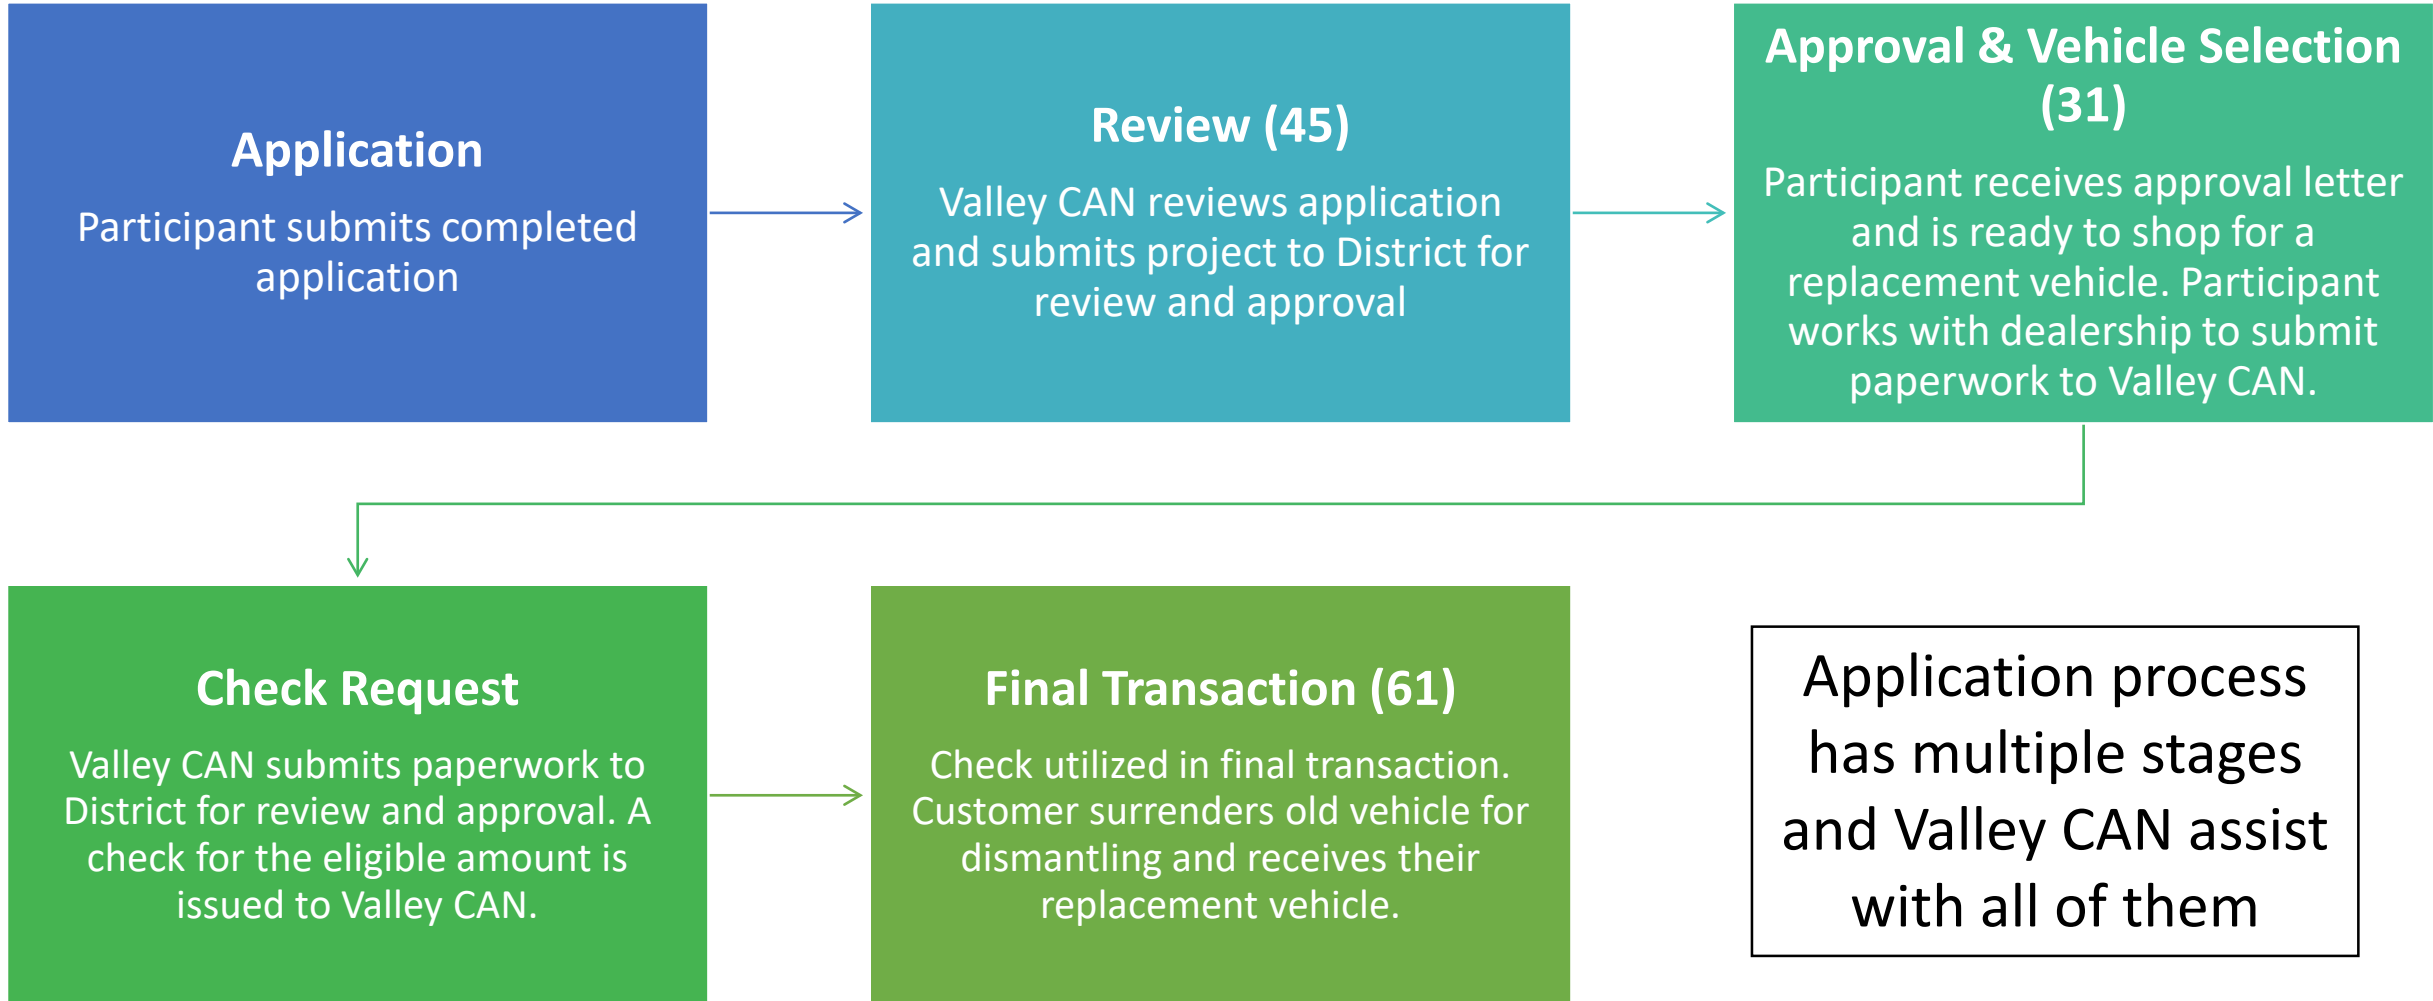 Application
Participant submits completed
application
Review (45)
Valley CAN reviews application
and submits project to District for
review and approval
Approval & Vehicle Selection
(31)
Participant receives approval letter
and is ready to shop for a
replacement vehicle. Participant
works with dealership to submit
paperwork to Valley CAN.
Check Request
Valley CAN submits paperwork to
District for review and approval. A
check for the eligible amount is
issued to Valley CAN.
Final Transaction (61)
Check utilized in final transaction.
Customer surrenders old vehicle for
dismantling and receives their
replacement vehicle.
Application process
has multiple stages
and Valley CAN assist
with all of them